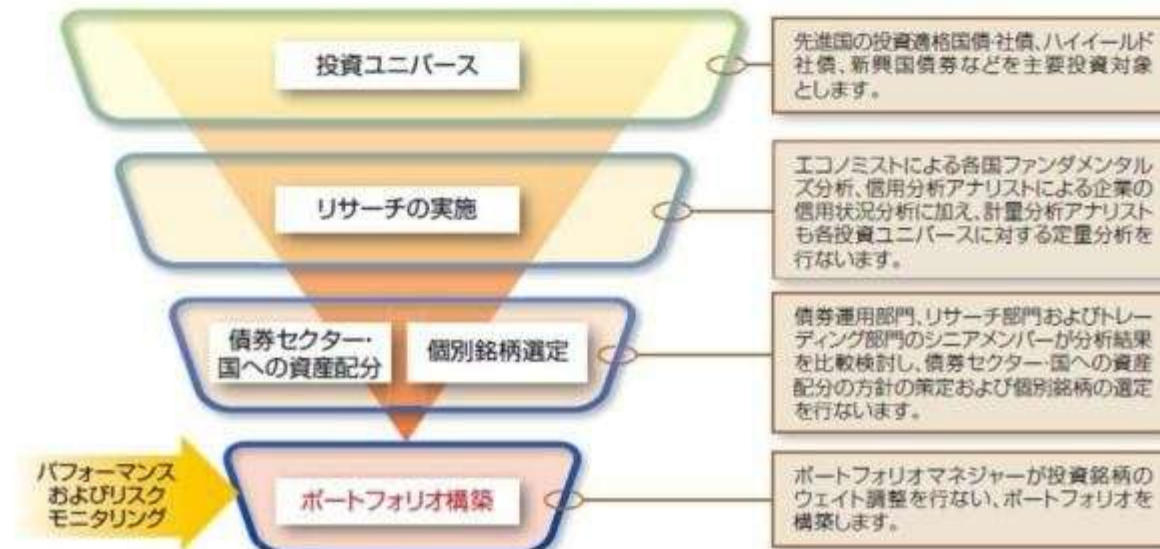 投資ユニバース
先進国の投資適格国債・社債、ハイイールド
社債、新興国債券などを主要投資対象
とします。
リサーチの実施
エコノミストによる各国ファンダメンタル
ズ分析、信用分析アナリストによる企業の
信用状況分析に加え、計量分析アナリスト
も各投資ユニバースに対する定量分析を
行ないます。
債券セクター・
国への資産配分
個別銘柄選定
債券運用部門、リサーチ部門およびトレー
ディング部門のシニアメンバーが分析結果
を比較検討し、債券セクター・国への資産
配分の方針の策定および個別銘柄の選定
を行ないます。
パフォーマンス
およびリスク
モニタリング
ポートフォリオ構築
ポートフォリオマネジャーが投資銘柄の
ウェイト調整を行ない、ポートフォリオを
構築します。